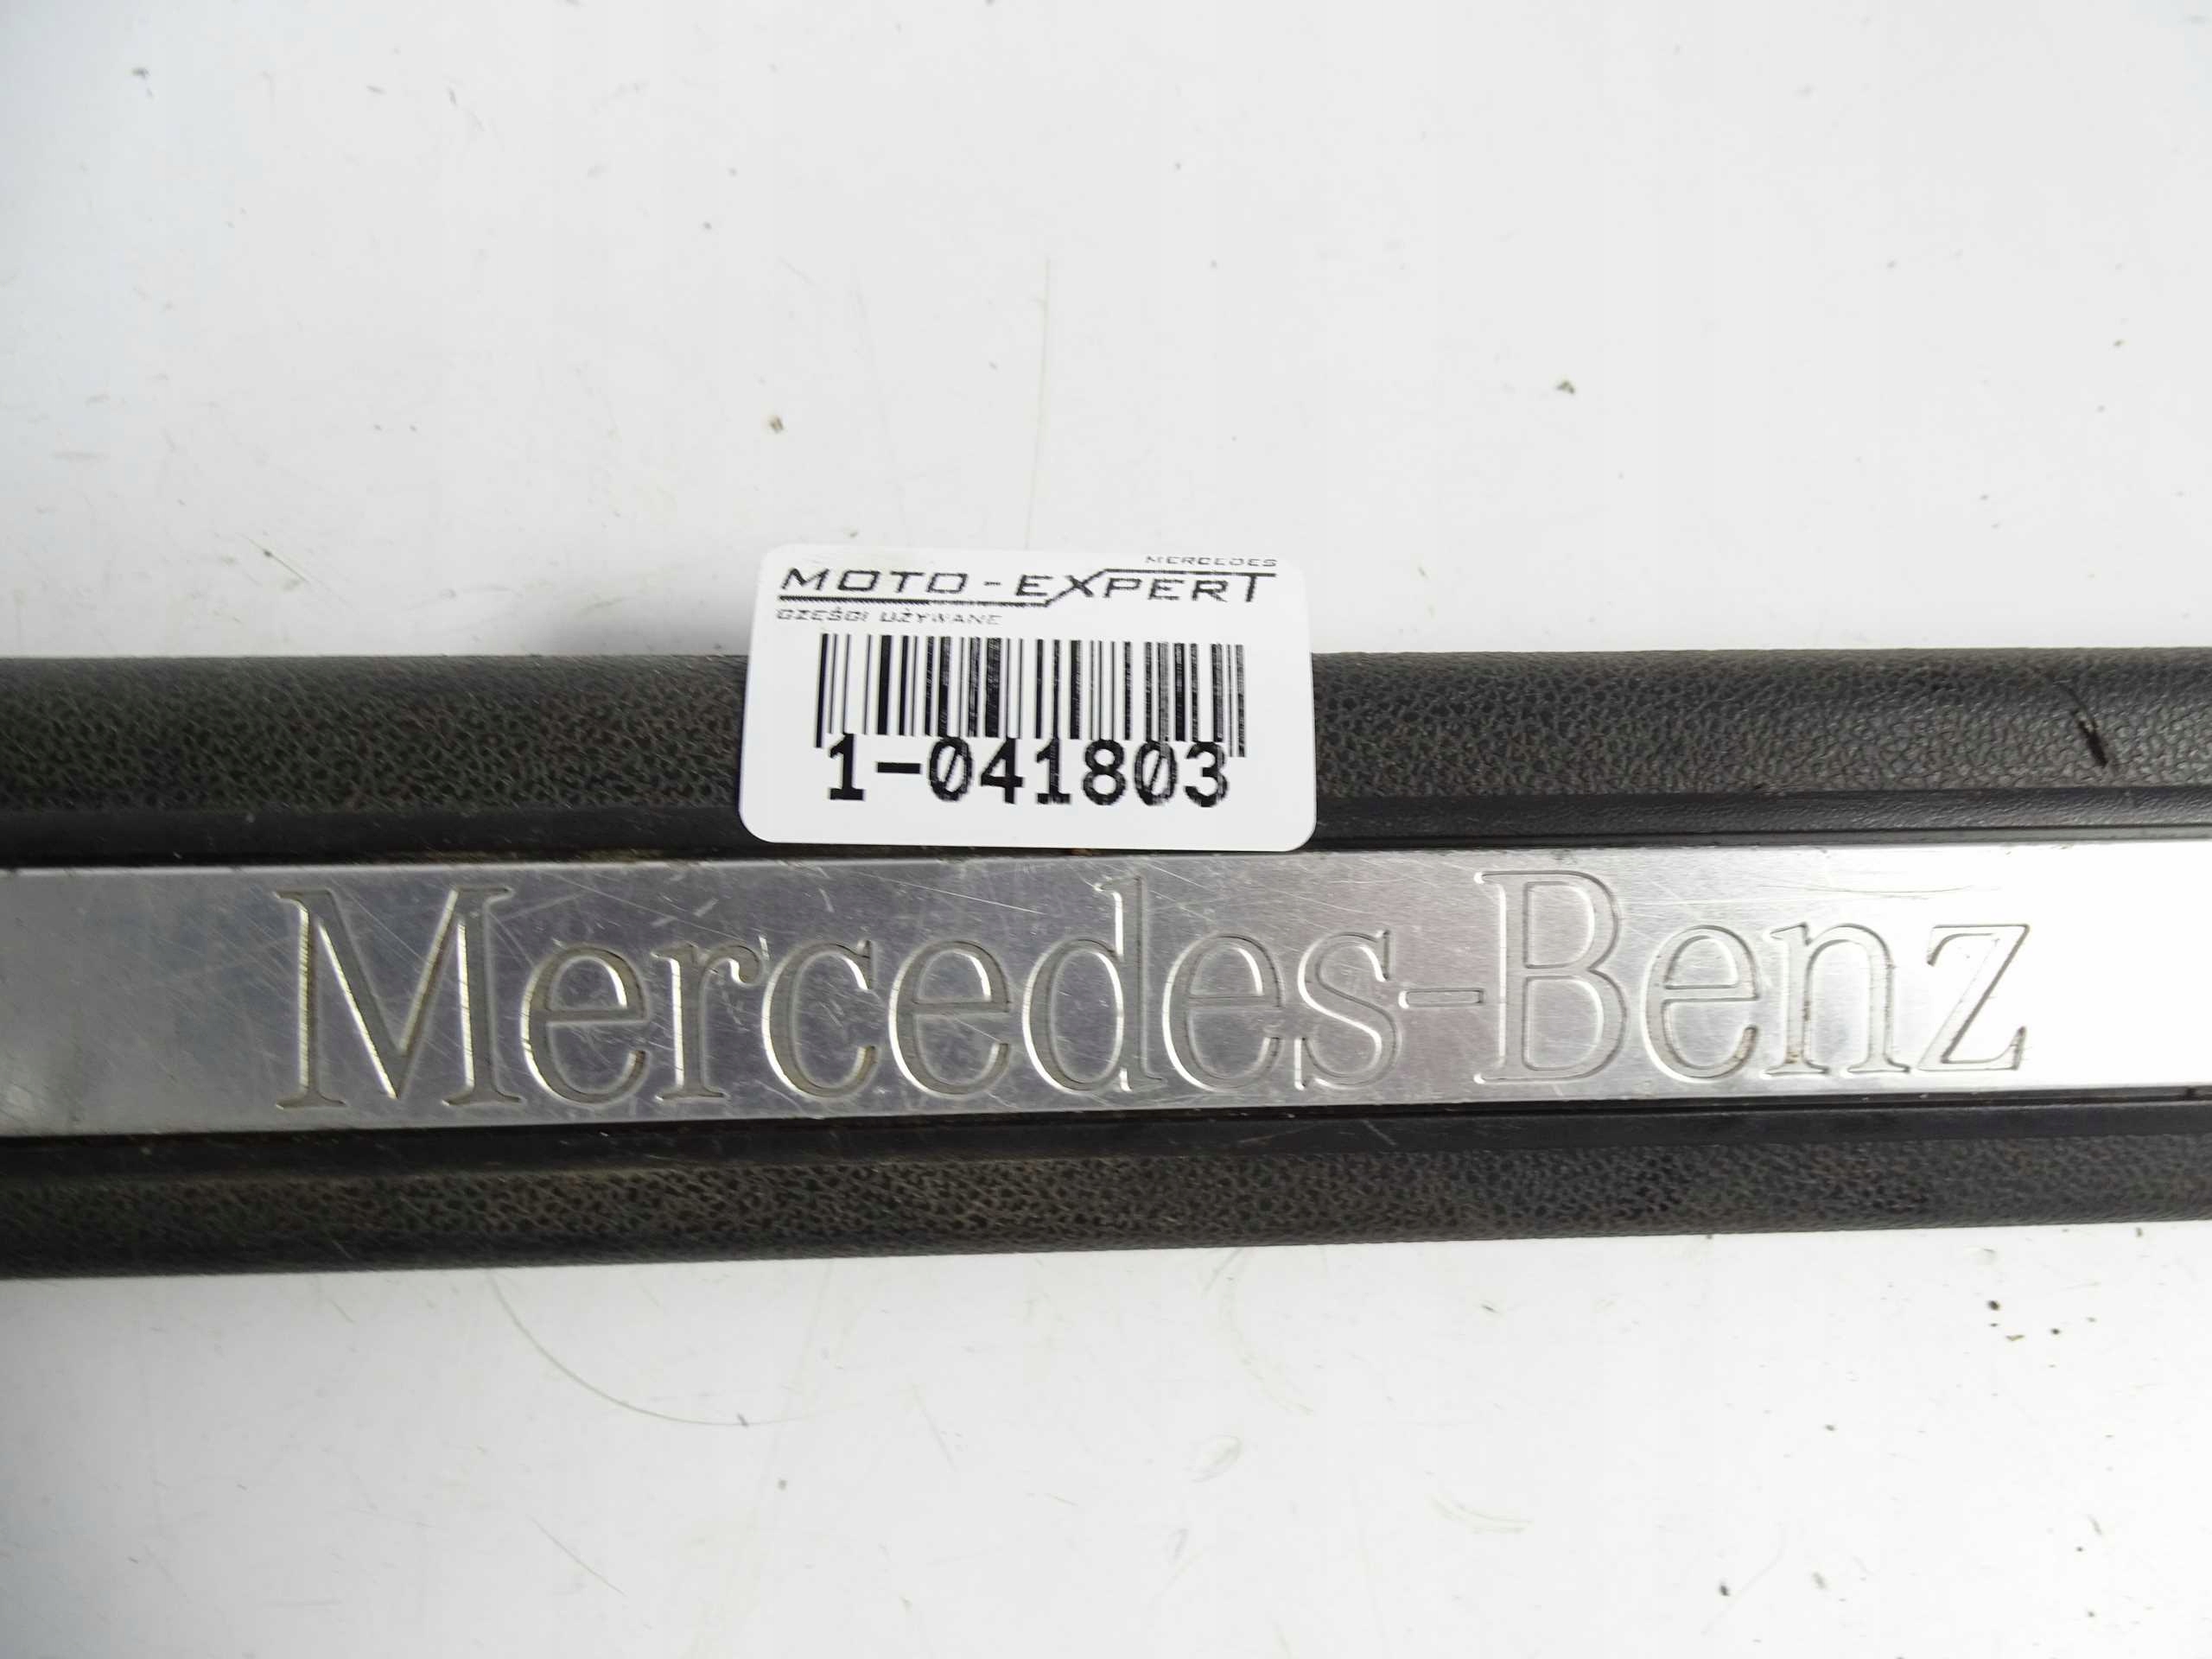 MERCEDES
MOTO-EXPERT
CZĘŚCI UŻYWANE
1-041803
Mercedes-Benz